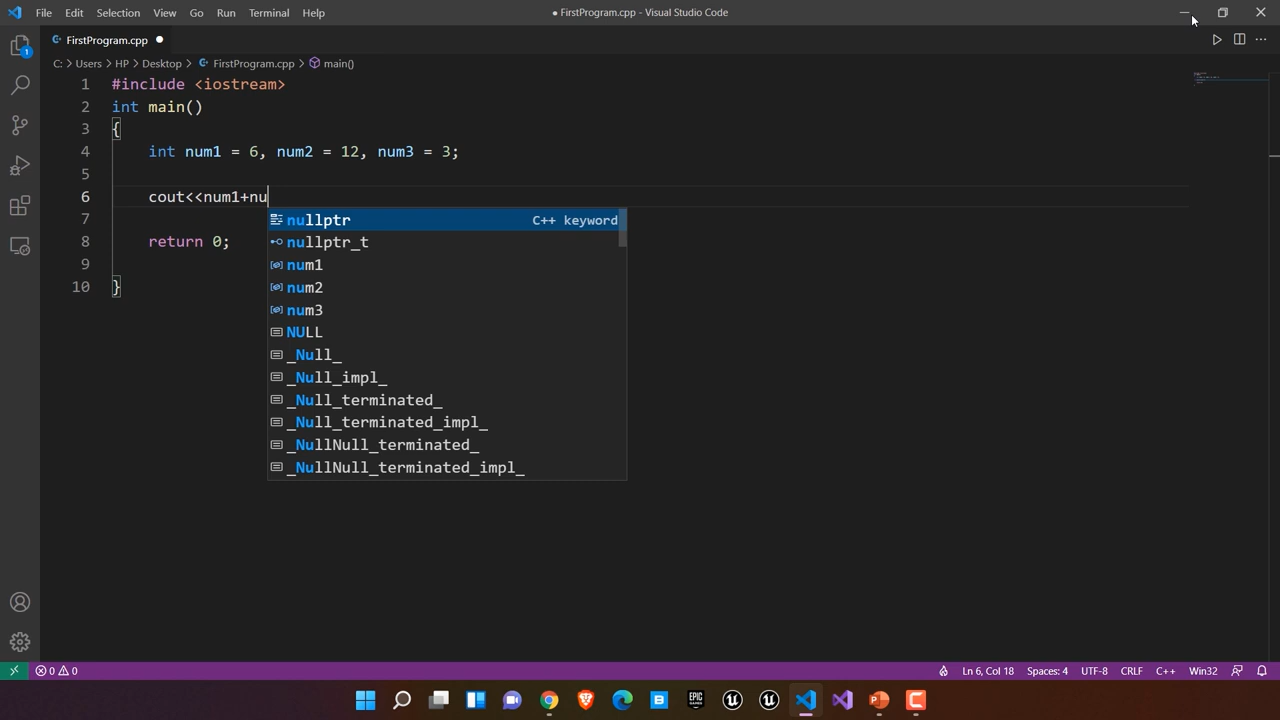 File Edit Selection View Go Run Terminal Help
● FirstProgram.cpp - Visual Studio Code
FirstProgram.cpp ●
C: > Users > HP > Desktop > FirstProgram.cpp > main()
1 #include <iostream>
2 int main()
3 {
4 int num1 = 6, num2 = 12, num3 = 3;
5
6 cout<<num1+nu
7
8 return 0;
9
10 }
nullptr C++ keyword
nullptr_t
num1
num2
num3
NULL
_Null_
_Null_impl_
_Null_terminated_
_Null_terminated_impl_
_NullNull_terminated_
_NullNull_terminated_impl_
1
0 0
Ln 6, Col 18 Spaces: 4 UTF-8 CRLF C++ Win32
B
EPIC GAMES